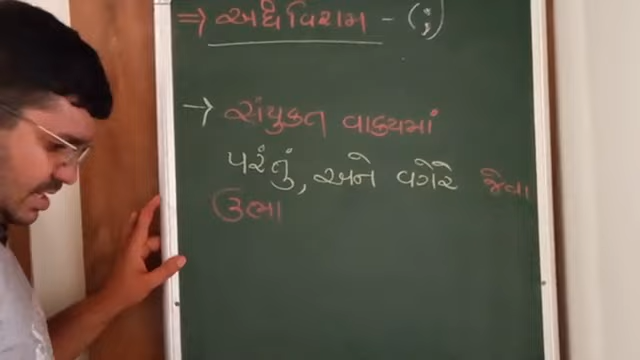 ⇒ અર્ધવિરામ - (;)
→ સંયુક્ત વાક્યમાં
પરંતું, અને વગેરે જેવા
ઉભા